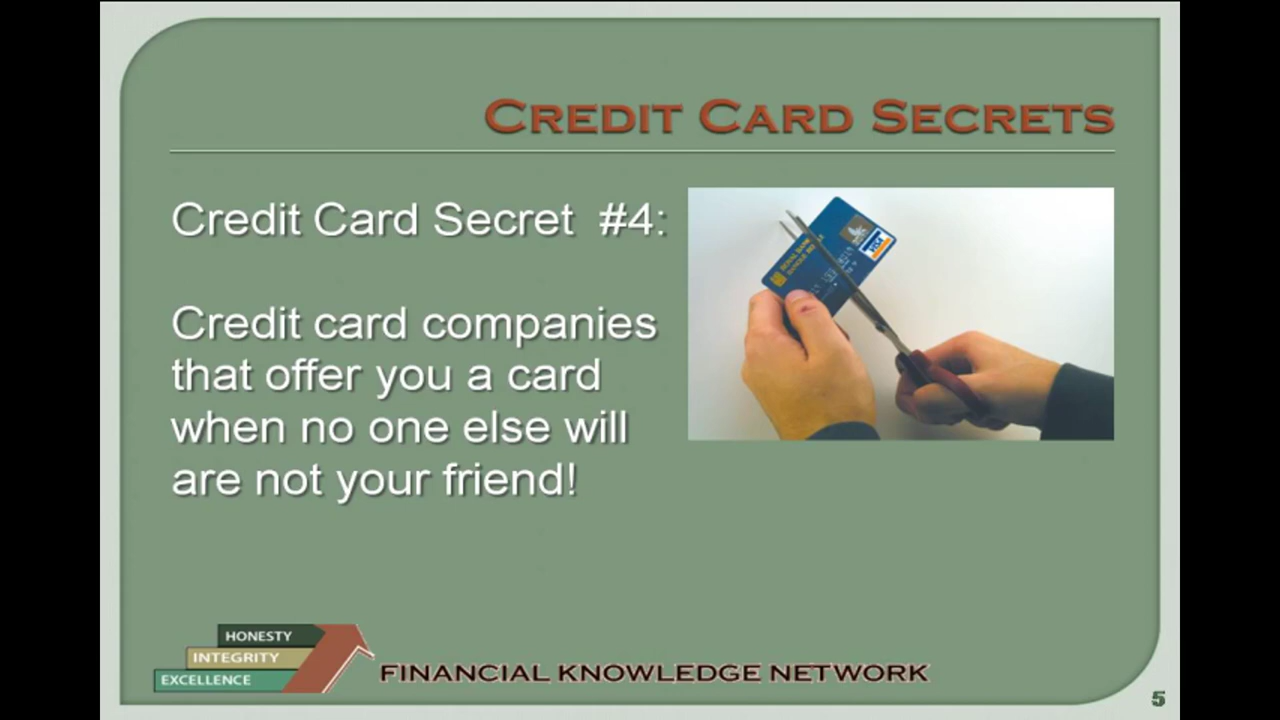 CREDIT CARD SECRETS
Credit Card Secret #4:
Credit card companies
that offer you a card
when no one else will
are not your friend!
VISA
HONESTY
INTEGRITY
EXCELLENCE
FINANCIAL KNOWLEDGE NETWORK
5